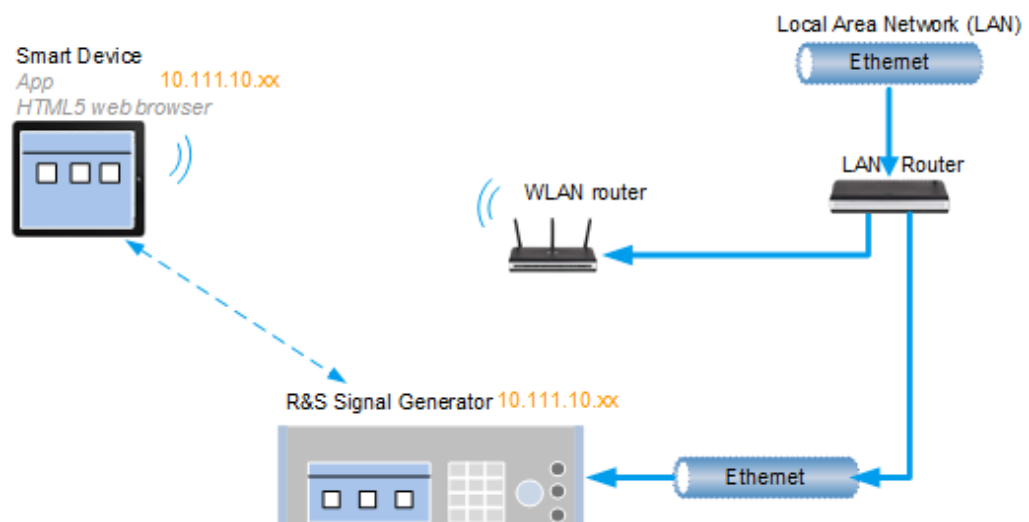 Local Area Network (LAN)
Ethernet
Smart Device
App 10.111.10.xx
HTML5 web browser
LAN Router
WLAN router
R&S Signal Generator 10.111.10.xx
Ethernet